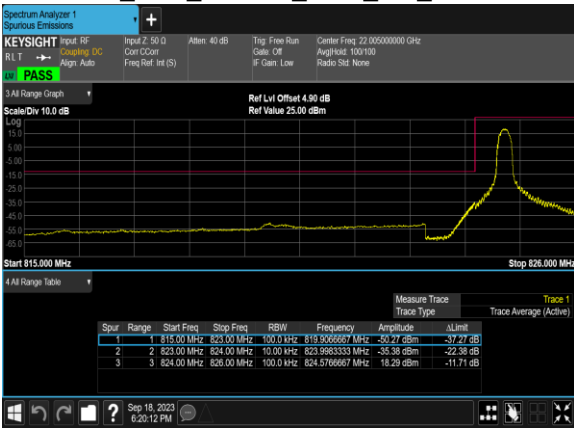 Spectrum Analyzer 1
Spurious Emissions
KEYSIGHT Input: RF
RLT
Coupling: DC
Align: Auto
Input Z: 50 Ω
Corr CCorr
Freq Ref: Int (S)
Atten: 40 dB
Trig: Free Run
Gate: Off
IF Gain: Low
Center Freq: 22.005000000 GHz
Avg|Hold: 100/100
Radio Std: None
PASS
3 All Range Graph
Scale/Div 10.0 dB
Ref Lvl Offset 4.90 dB
Ref Value 25.00 dBm
Log
15.0
5.00
-5.00
-15.0
-25.0
-35.0
-45.0
-55.0
-65.0
Start 815.000 MHz
Stop 826.000 MHz
4 All Range Table
Measure Trace Trace 1
Trace Type Trace Average (Active)
Spur Range Start Freq Stop Freq RBW Frequency Amplitude ΔLimit
1 1 815.00 MHz 823.00 MHz 100.0 kHz 819.9066667 MHz -50.27 dBm -37.27 dB
2 2 823.00 MHz 824.00 MHz 10.00 kHz 823.9983333 MHz -35.38 dBm -22.38 dB
3 3 824.00 MHz 826.00 MHz 100.0 kHz 824.5766667 MHz 18.29 dBm -11.71 dB
?
Sep 18, 2023
6:20:12 PM